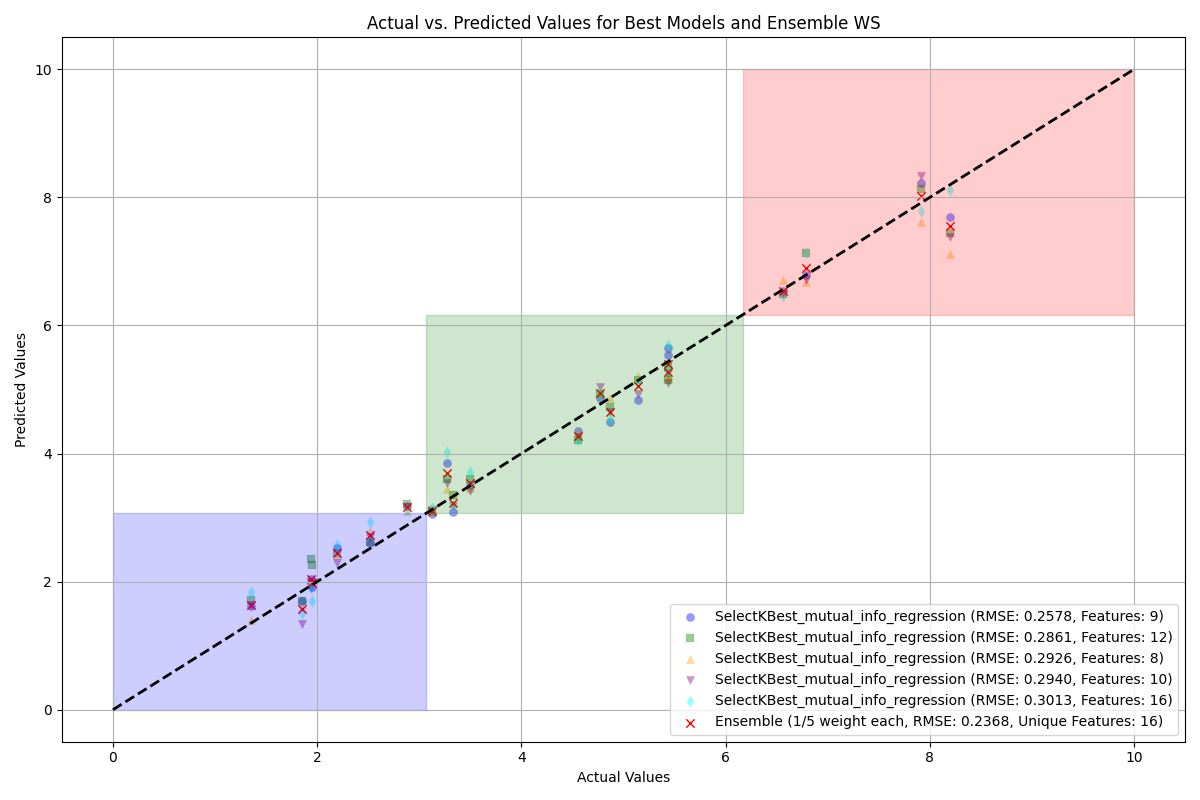 Actual vs. Predicted Values for Best Models and Ensemble WS
Predicted Values
10
8
6
4
2
0
SelectKBest_mutual_info_regression (RMSE: 0.2578, Features: 9)
SelectKBest_mutual_info_regression (RMSE: 0.2861, Features: 12)
SelectKBest_mutual_info_regression (RMSE: 0.2926, Features: 8)
SelectKBest_mutual_info_regression (RMSE: 0.2940, Features: 10)
SelectKBest_mutual_info_regression (RMSE: 0.3013, Features: 16)
Ensemble (1/5 weight each, RMSE: 0.2368, Unique Features: 16)
0 2 4 6 8 10
Actual Values